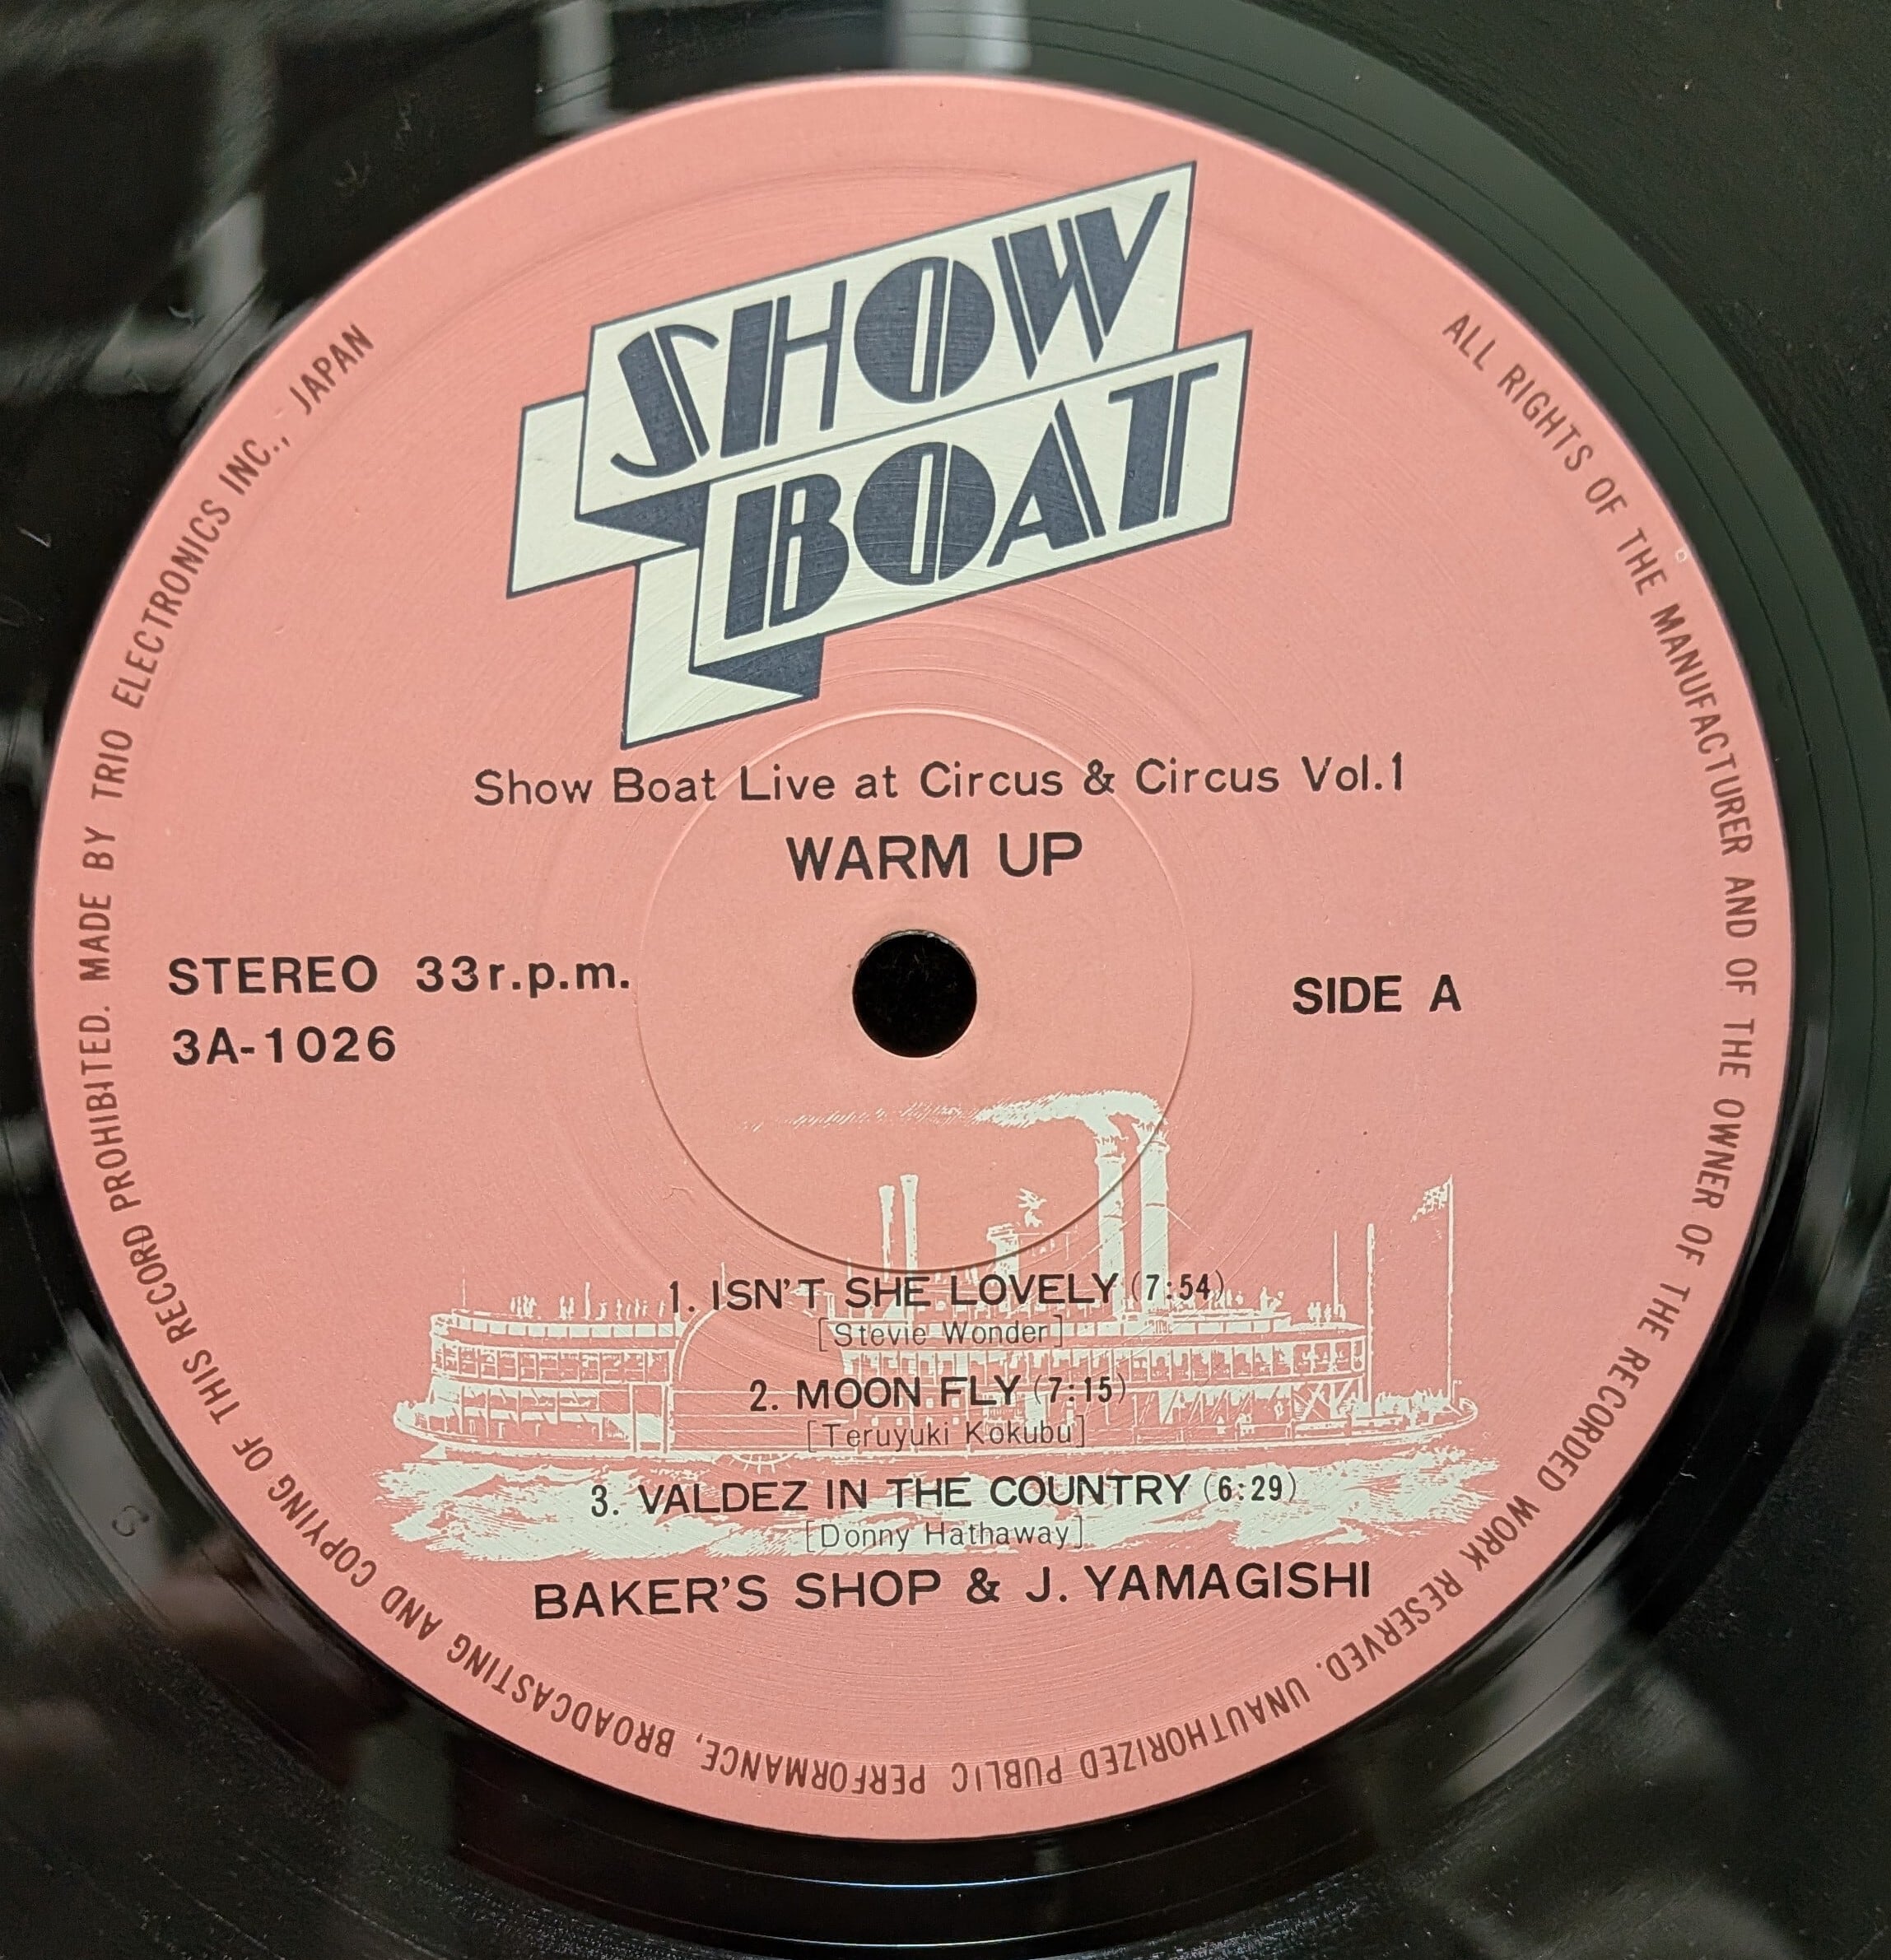 SHOW
BOAT
Show Boat Live at Circus & Circus Vol.1
WARM UP
STEREO 33r.p.m.
3A-1026
SIDE A
1. ISN'T SHE LOVELY (7:54)
[Stevie Wonder]
2. MOON FLY (7:15)
[Teruyuki Kokubu]
3. VALDEZ IN THE COUNTRY (6:29)
[Donny Hathaway]
BAKER'S SHOP & J. YAMAGISHI
ALL RIGHTS OF THE MANUFACTURER AND OF THE OWNER OF THE RECORDED WORK RESERVED. UNAUTHORIZED PUBLIC PERFORMANCE, BROADCASTING AND COPYING OF THIS RECORD PROHIBITED. MADE BY TRIO ELECTRONICS INC., JAPAN